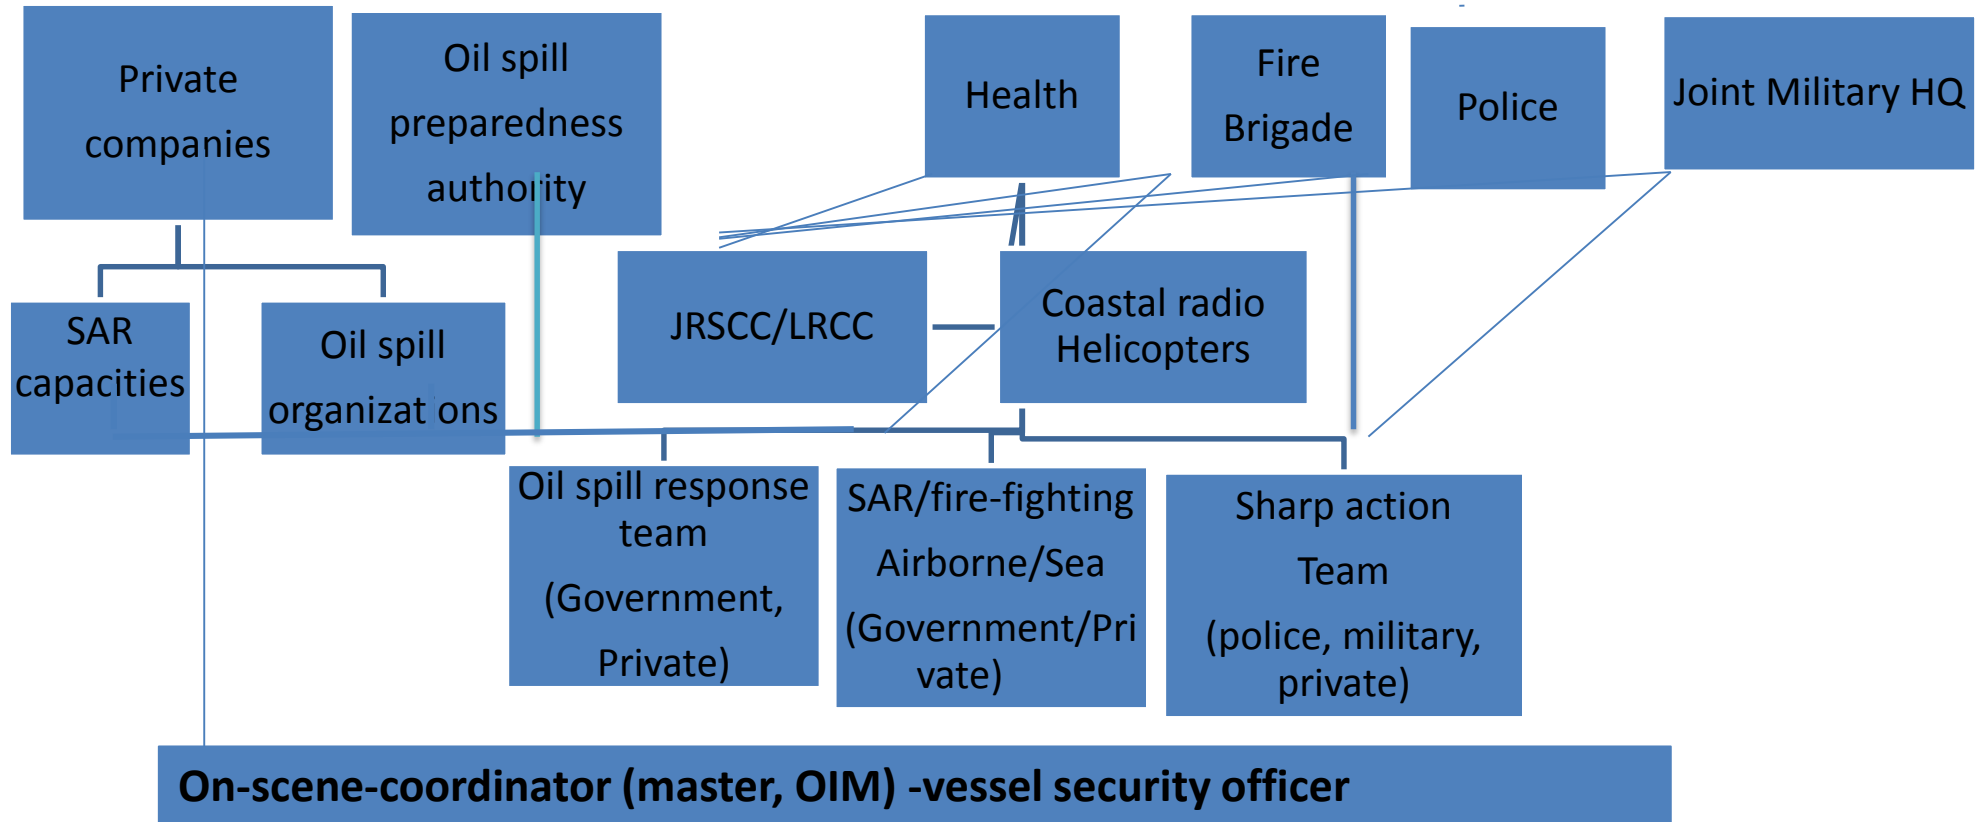 Private
companies
Oil spill
preparedness
authority
Health
Fire
Brigade
Police
Joint Military HQ
SAR
capacities
Oil spill
organizat ons
JRSCC/LRCC
Coastal radio
Helicopters
Oil spill response
team
(Government,
Private)
SAR/fire-fighting
Airborne/Sea
(Government/Pri
vate)
Sharp action
Team
(police, military,
private)
On-scene-coordinator (master, OIM) -vessel security officer